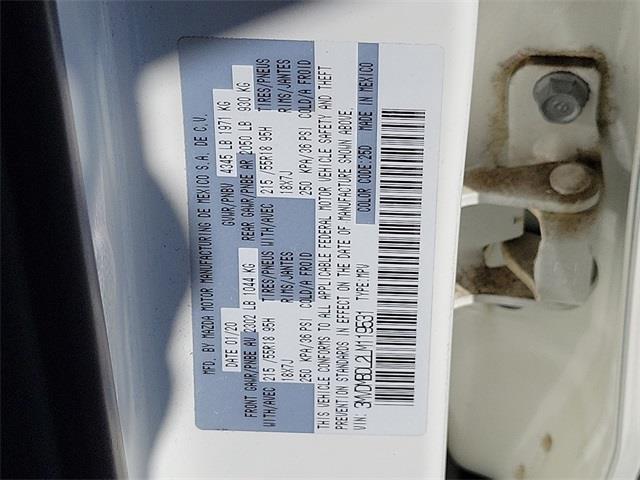 MFD. BY MAZDA MOTOR MANUFACTURING DE MEXICO S.A. DE C.V.
DATE 01/20 GVWR/PNBV 4345 LB 1971 KG
FRONT GAWR/PNBE AV 2302 LB 1044 KG REAR GAWR/PNBE AR 2050 LB 930 KG
WITH/AVEC TIRES/PNEUS WITH/AVEC TIRES/PNEUS
215 /55R18 95H RIMS/JANTES 215 /55R18 95H RIMS/JANTES
18X7J COLD/A FROID 18X7J COLD/A FROID
250 KPA/36 PSI 250 KPA/36 PSI
THIS VEHICLE CONFORMS TO ALL APPLICABLE FEDERAL MOTOR VEHICLE SAFETY AND THEFT
PREVENTION STANDARDS IN EFFECT ON THE DATE OF MANUFACTURE SHOWN ABOVE.
VIN: TYPE:MPV COLOR CODE:25D MADE IN MEXICO